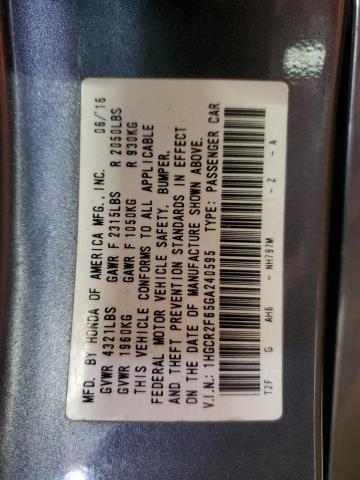 MFD. BY HONDA OF AMERICA MFG., INC. 06/16
GVWR 4321LBS GAWR F 2315LBS R 2050LBS
GVWR 1960KG GAWR F 1050KG R 930KG
THIS VEHICLE CONFORMS TO ALL APPLICABLE
FEDERAL MOTOR VEHICLE SAFETY, BUMPER,
AND THEFT PREVENTION STANDARDS IN EFFECT
ON THE DATE OF MANUFACTURE SHOWN ABOVE.
V.I.N.: 1HGCR2F65GA240595 TYPE: PASSENGER CAR
T2F G AH6 - NH797M - 2 - A